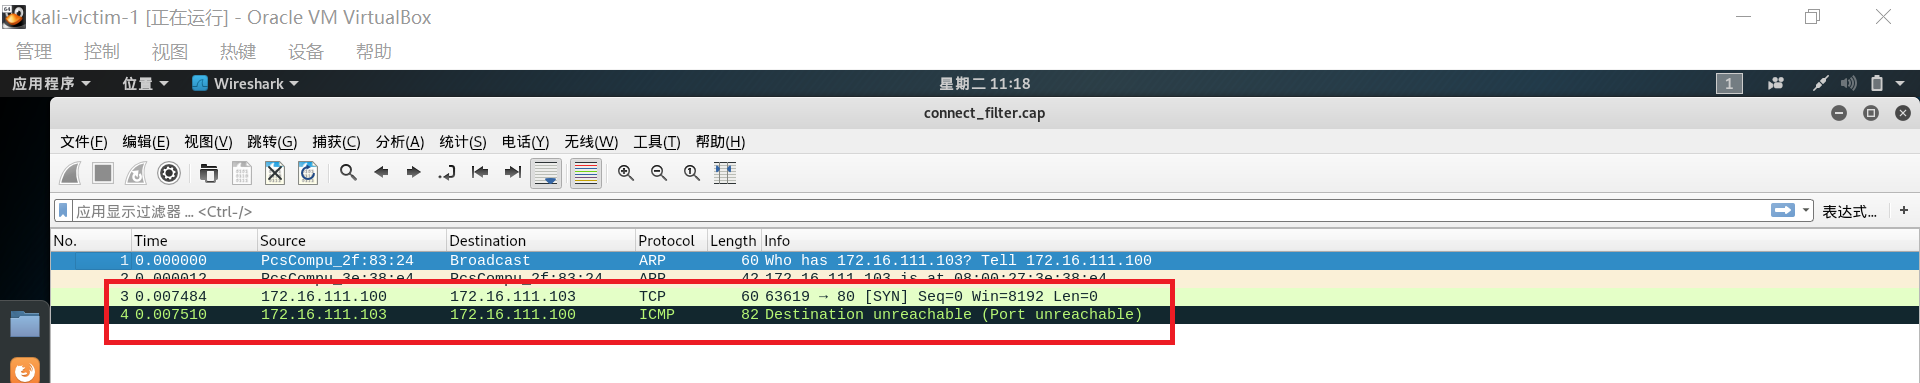 kali-victim-1 [正在运行] - Oracle VM VirtualBox
管理 控制 视图 热键 设备 帮助
应用程序 位置 Wireshark 星期二 11:18 1
connect_filter.cap
文件(F) 编辑(E) 视图(V) 跳转(G) 捕获(C) 分析(A) 统计(S) 电话(Y) 无线(W) 工具(T) 帮助(H)
应用显示过滤器 … <Ctrl-/> 表达式… +
No. Time Source Destination Protocol Length Info
1 0.000000 PcsCompu_2f:83:24 Broadcast ARP 60 Who has 172.16.111.103? Tell 172.16.111.100
2 0.000012 PcsCompu_3e:38:e4 PcsCompu_2f:83:24 ARP 42 172.16.111.103 is at 08:00:27:3e:38:e4
3 0.007484 172.16.111.100 172.16.111.103 TCP 60 63619 → 80 [SYN] Seq=0 Win=8192 Len=0
4 0.007510 172.16.111.103 172.16.111.100 ICMP 82 Destination unreachable (Port unreachable)